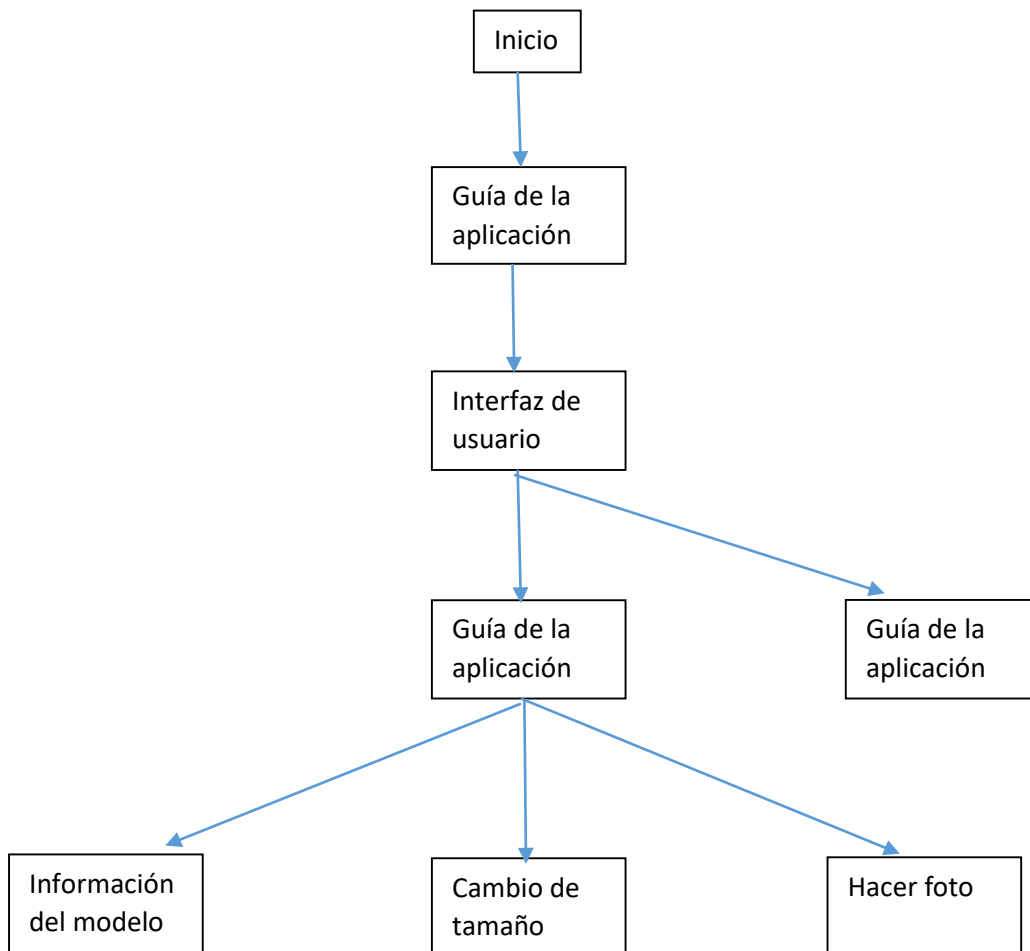 Inicio
Guía de la
aplicación
Interfaz de
usuario
Guía de la
aplicación
Guía de la
aplicación
Información
del modelo
Cambio de
tamaño
Hacer foto